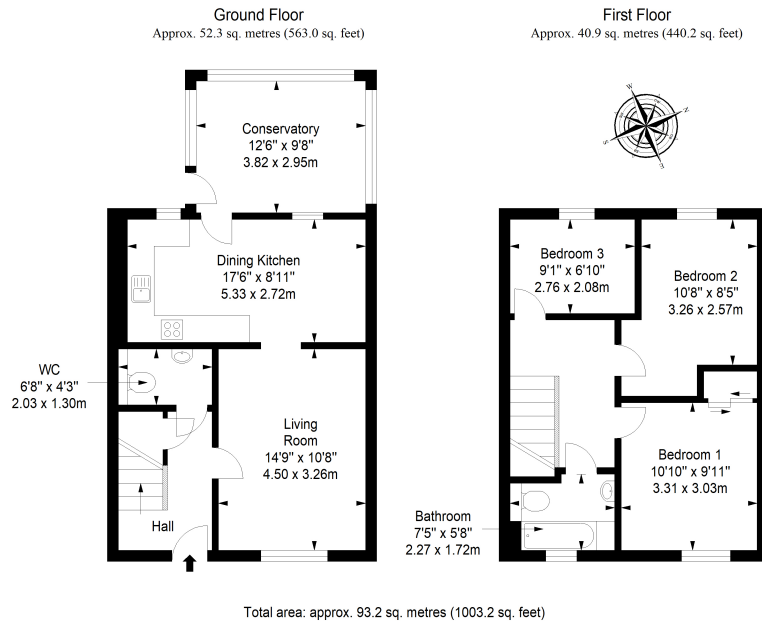 Ground Floor
Approx. 52.3 sq. metres (563.0 sq. feet)
Conservatory
12'6" x 9'8"
3.82 x 2.95m
Dining Kitchen
17'6" x 8'11"
5.33 x 2.72m
WC
6'8" x 4'3"
2.03 x 1.30m
Living
Room
14'9" x 10'8"
4.50 x 3.26m
Hall
First Floor
Approx. 40.9 sq. metres (440.2 sq. feet)
W
N
S
E
Bedroom 3
9'1" x 6'10"
2.76 x 2.08m
Bedroom 2
10'8" x 8'5"
3.26 x 2.57m
Bedroom 1
10'10" x 9'11"
3.31 x 3.03m
Bathroom
7'5" x 5'8"
2.27 x 1.72m
Total area: approx. 93.2 sq. metres (1003.2 sq. feet)